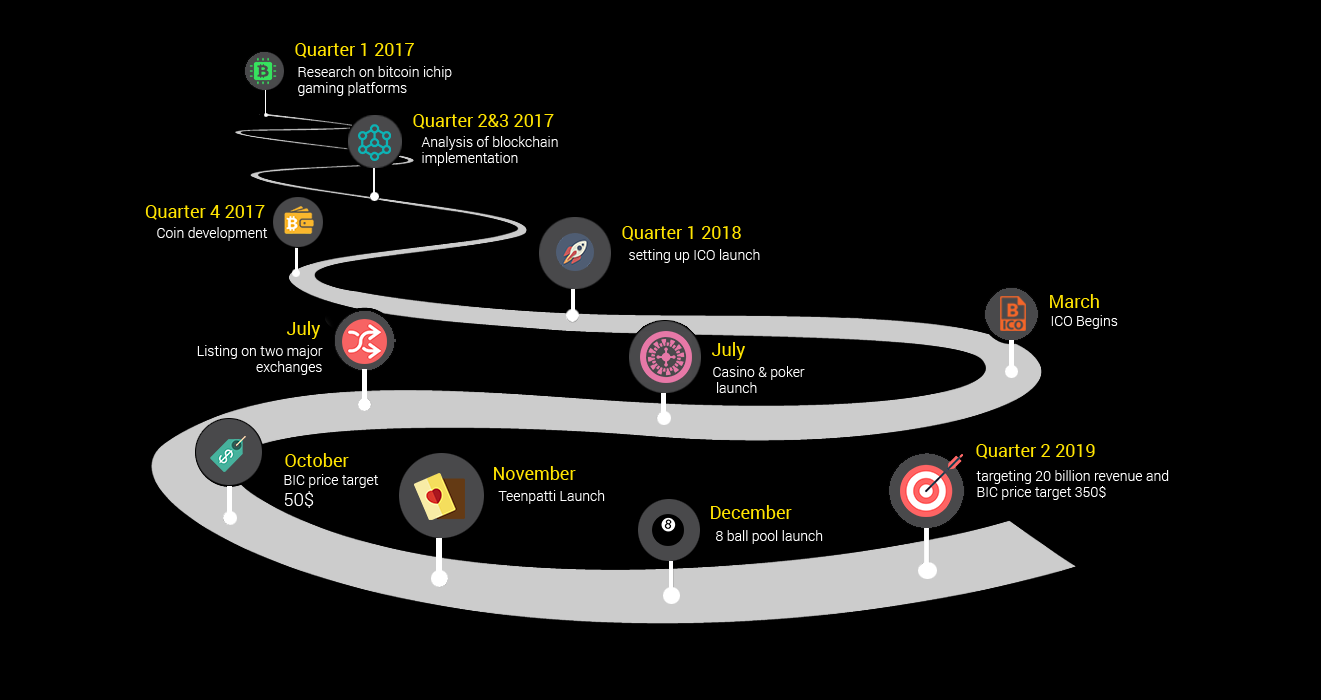 Quarter 1 2017
Research on bitcoin ichip
gaming platforms
Quarter 2&3 2017
Analysis of blockchain
implementation
Quarter 4 2017
Coin development
Quarter 1 2018
setting up ICO launch
March
ICO Begins
B
ICO
July
Casino & poker
launch
July
Listing on two major
exchanges
October
BIC price target
50$
November
Teenpatti Launch
8
December
8 ball pool launch
Quarter 2 2019
targeting 20 billion revenue and
BIC price target 350$